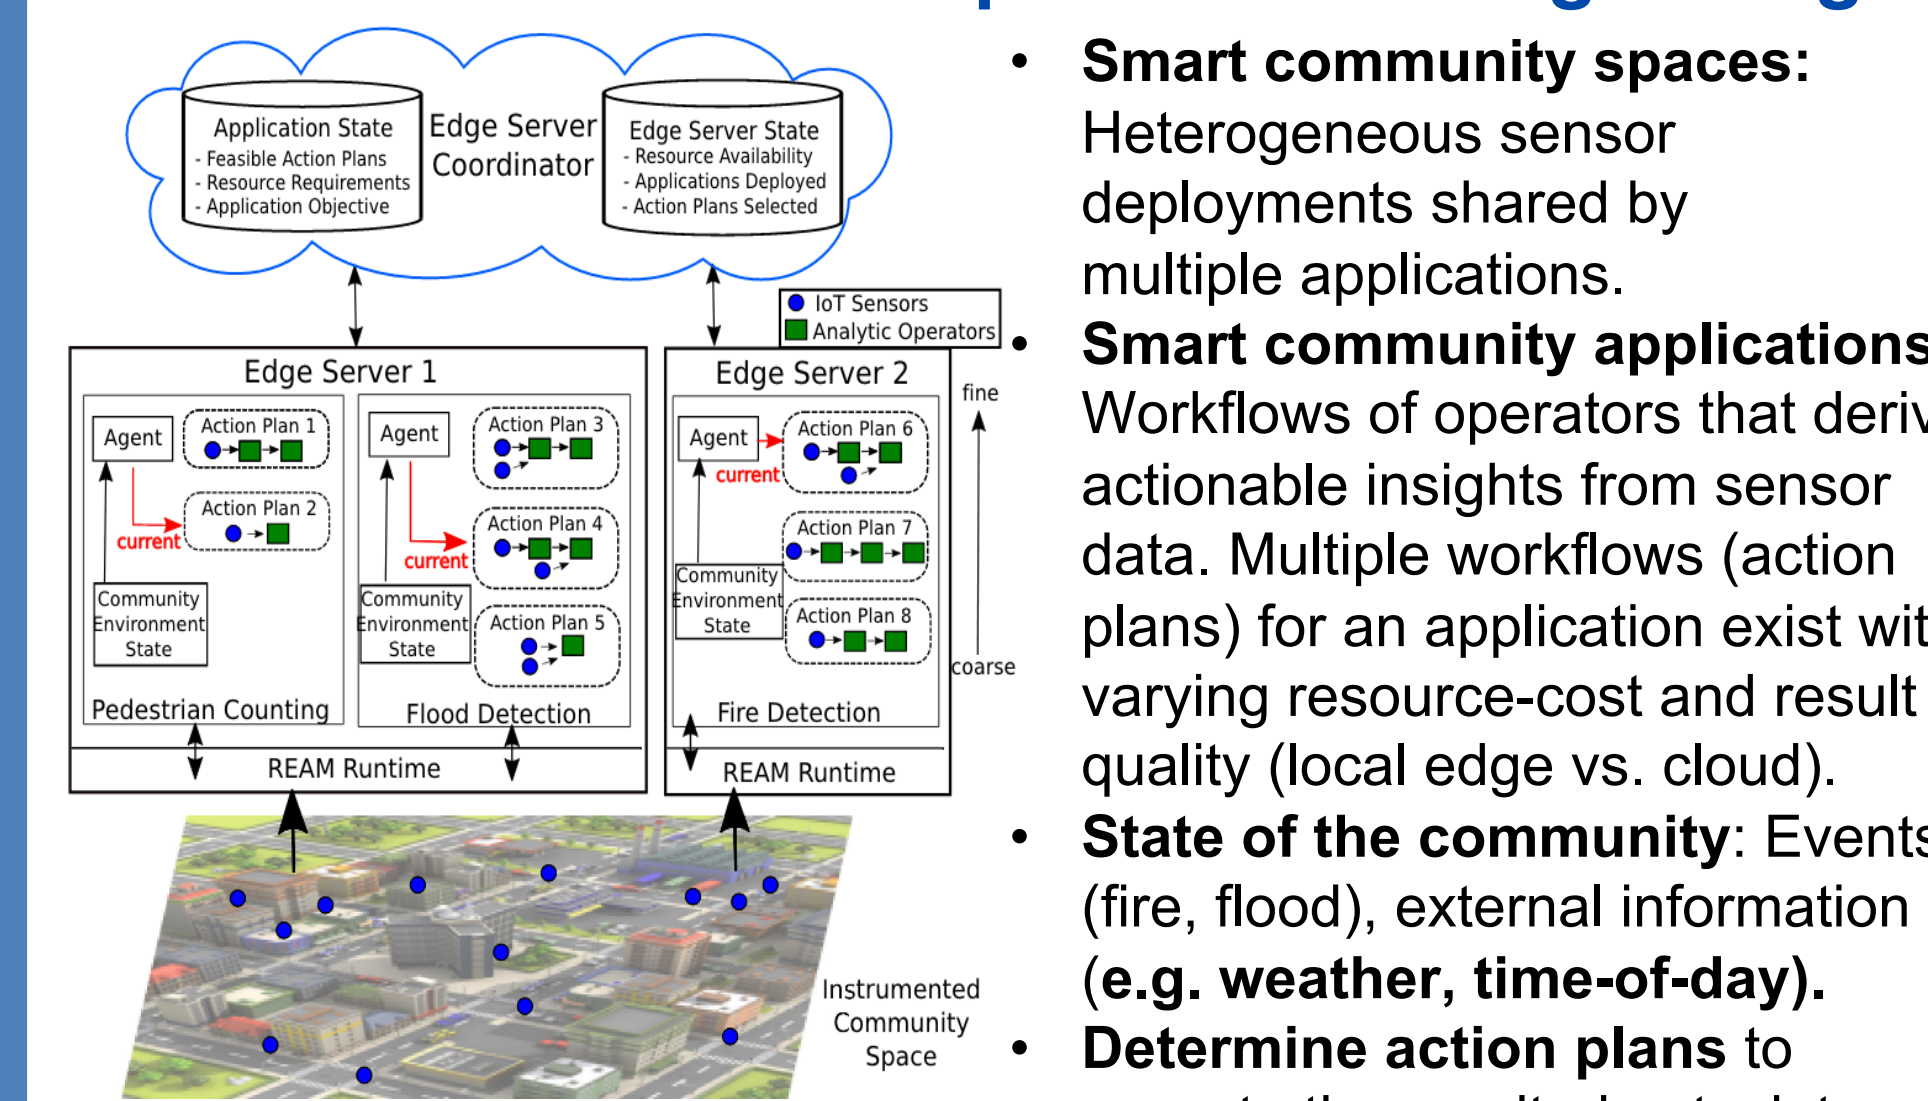 Application State
- Feasible Action Plans
- Resource Requirements
- Application Objective
Edge Server
Coordinator
Edge Server State
- Resource Availability
- Applications Deployed
- Action Plans Selected
IoT Sensors
Analytic Operators
Edge Server 1
Agent
current
Community
Environment
State
Action Plan 1
Action Plan 2
Pedestrian Counting
Agent
current
Community
Environment
State
Action Plan 3
Action Plan 4
Action Plan 5
Flood Detection
REAM Runtime
Edge Server 2
Agent
current
Community
Environment
State
Action Plan 6
Action Plan 7
Action Plan 8
Fire Detection
REAM Runtime
fine
coarse
Instrumented
Community
Space
• Smart community spaces:
Heterogeneous sensor
deployments shared by
multiple applications.
• Smart community applications
Workflows of operators that deriv
actionable insights from sensor
data. Multiple workflows (action
plans) for an application exist wit
varying resource-cost and result
quality (local edge vs. cloud).
• State of the community: Events
(fire, flood), external information
(e.g. weather, time-of-day).
• Determine action plans to